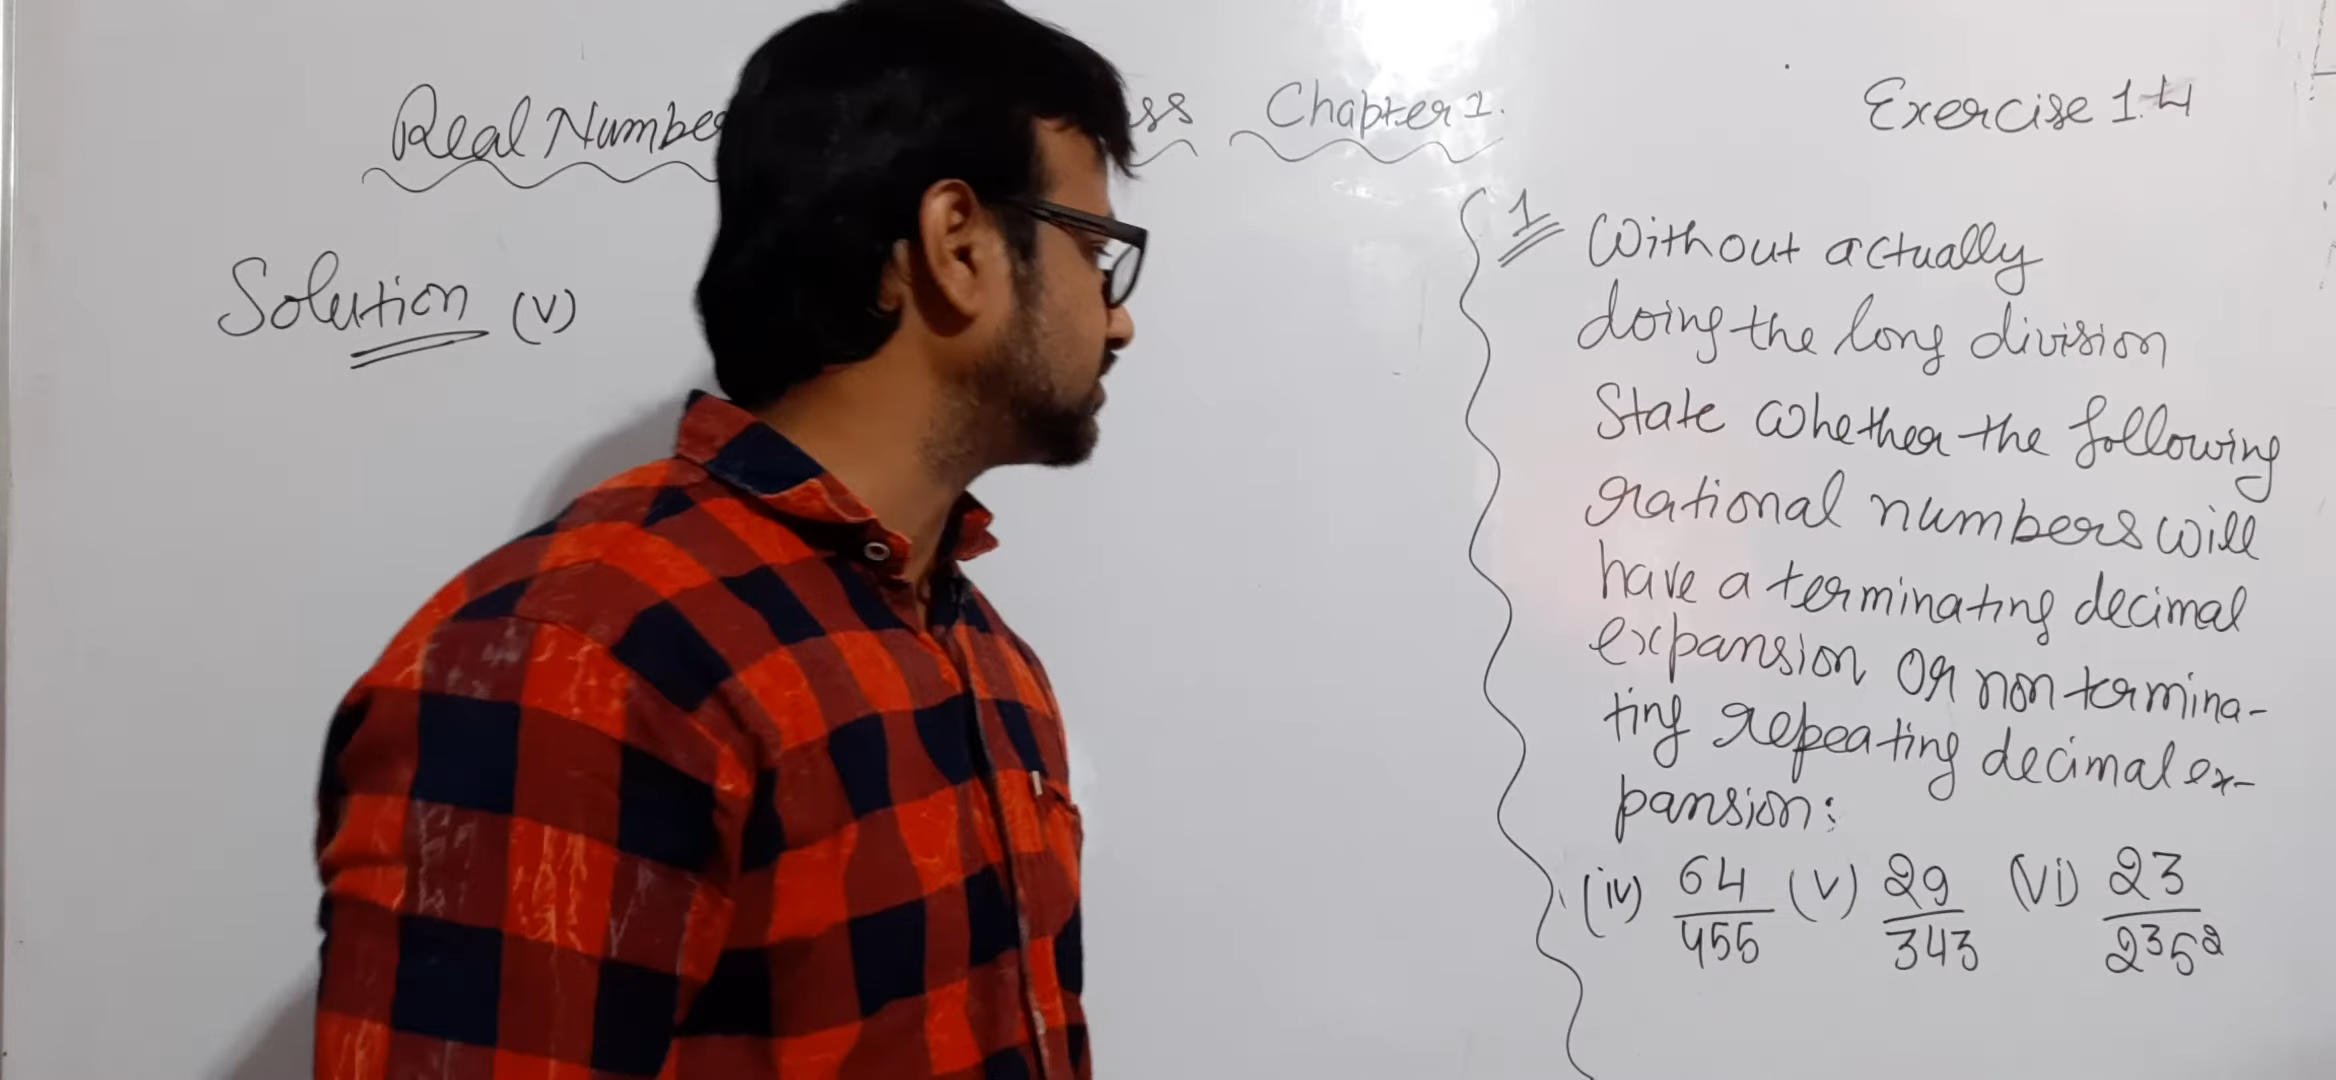 Real Number ss Chapter 1. Exercise 1.4
Solution (v)
1 Without actually
doing the long division
State whether the following
rational numbers will
have a terminating decimal
expansion or non termina-
ting repeating decimal ex-
pansion:
(iv) 64/455 (v) 29/343 (vi) 23/2³5²